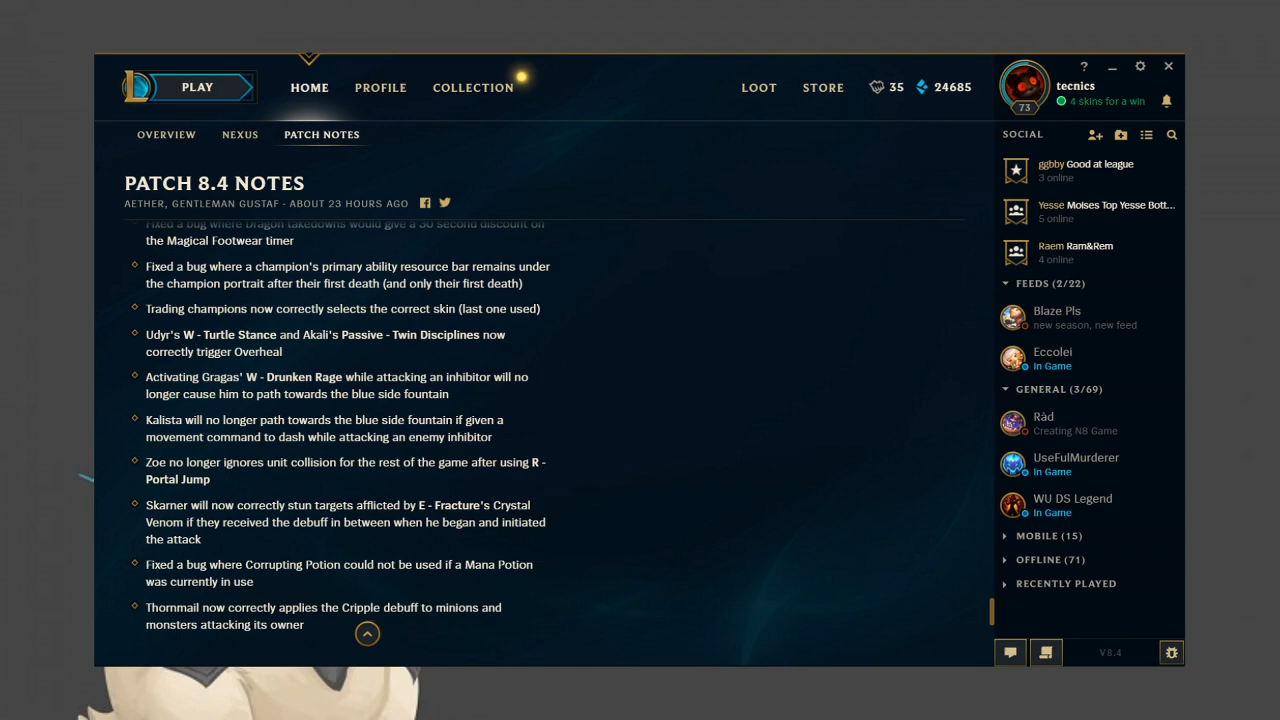 PLAY
HOME
PROFILE
COLLECTION
LOOT
STORE
35
24685
?
tecnics
4 skins for a win
73
OVERVIEW
NEXUS
PATCH NOTES
PATCH 8.4 NOTES
AETHER, GENTLEMAN GUSTAF - ABOUT 23 HOURS AGO
Fixed a bug where Dragon takedowns would give a 30 second discount on
the Magical Footwear timer
Fixed a bug where a champion's primary ability resource bar remains under
the champion portrait after their first death (and only their first death)
Trading champions now correctly selects the correct skin (last one used)
Udyr's W - Turtle Stance and Akali's Passive - Twin Disciplines now
correctly trigger Overheal
Activating Gragas' W - Drunken Rage while attacking an inhibitor will no
longer cause him to path towards the blue side fountain
Kalista will no longer path towards the blue side fountain if given a
movement command to dash while attacking an enemy inhibitor
Zoe no longer ignores unit collision for the rest of the game after using R -
Portal Jump
Skarner will now correctly stun targets afflicted by E - Fracture's Crystal
Venom if they received the debuff in between when he began and initiated
the attack
Fixed a bug where Corrupting Potion could not be used if a Mana Potion
was currently in use
Thornmail now correctly applies the Cripple debuff to minions and
monsters attacking its owner
SOCIAL
ggbby Good at league
3 online
Yesse Moises Top Yesse Bott...
5 online
Raem Ram&Rem
4 online
FEEDS (2/22)
Blaze Pls
new season, new feed
Eccolei
In Game
GENERAL (3/69)
Ràd
Creating N8 Game
UseFulMurderer
In Game
WU DS Legend
In Game
MOBILE (15)
OFFLINE (71)
RECENTLY PLAYED
V8.4